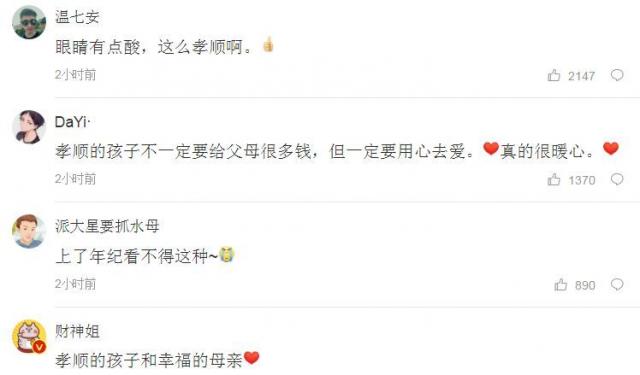 温七安
眼睛有点酸，这么孝顺啊。👍
2小时前 2147
DaYi·
孝顺的孩子不一定要给父母很多钱，但一定要用心去爱。❤真的很暖心。❤
2小时前 1370
派大星要抓水母
上了年纪看不得这种~😭
2小时前 890
财神姐
孝顺的孩子和幸福的母亲❤